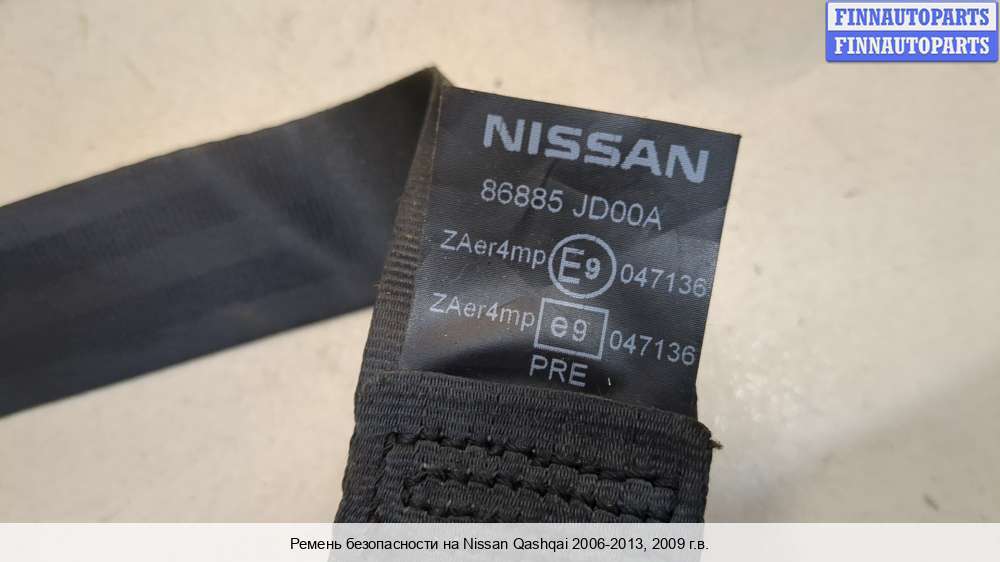 FINNAUTOPARTS
FINNAUTOPARTS
NISSAN
86885 JD00A
ZAer4mp E9 047136
ZAer4mp e9 047136
PRE
Ремень безопасности на Nissan Qashqai 2006-2013, 2009 г.в.